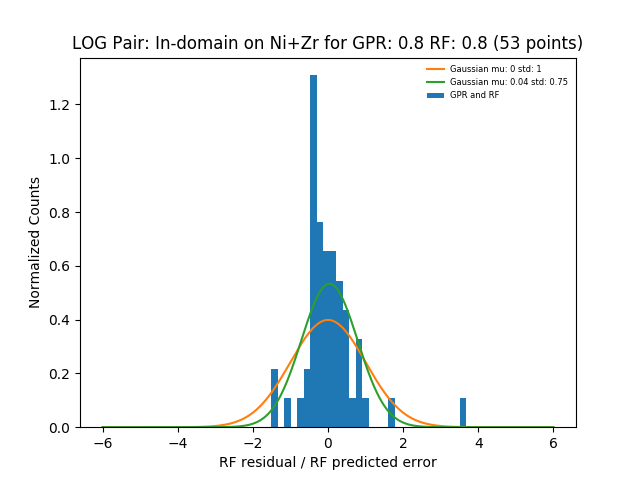 LOG Pair: In-domain on Ni+Zr for GPR: 0.8 RF: 0.8 (53 points)
Gaussian mu: 0 std: 1
Gaussian mu: 0.04 std: 0.75
GPR and RF
Normalized Counts
1.2
1.0
0.8
0.6
0.4
0.2
0.0
−6 −4 −2 0 2 4 6
RF residual / RF predicted error